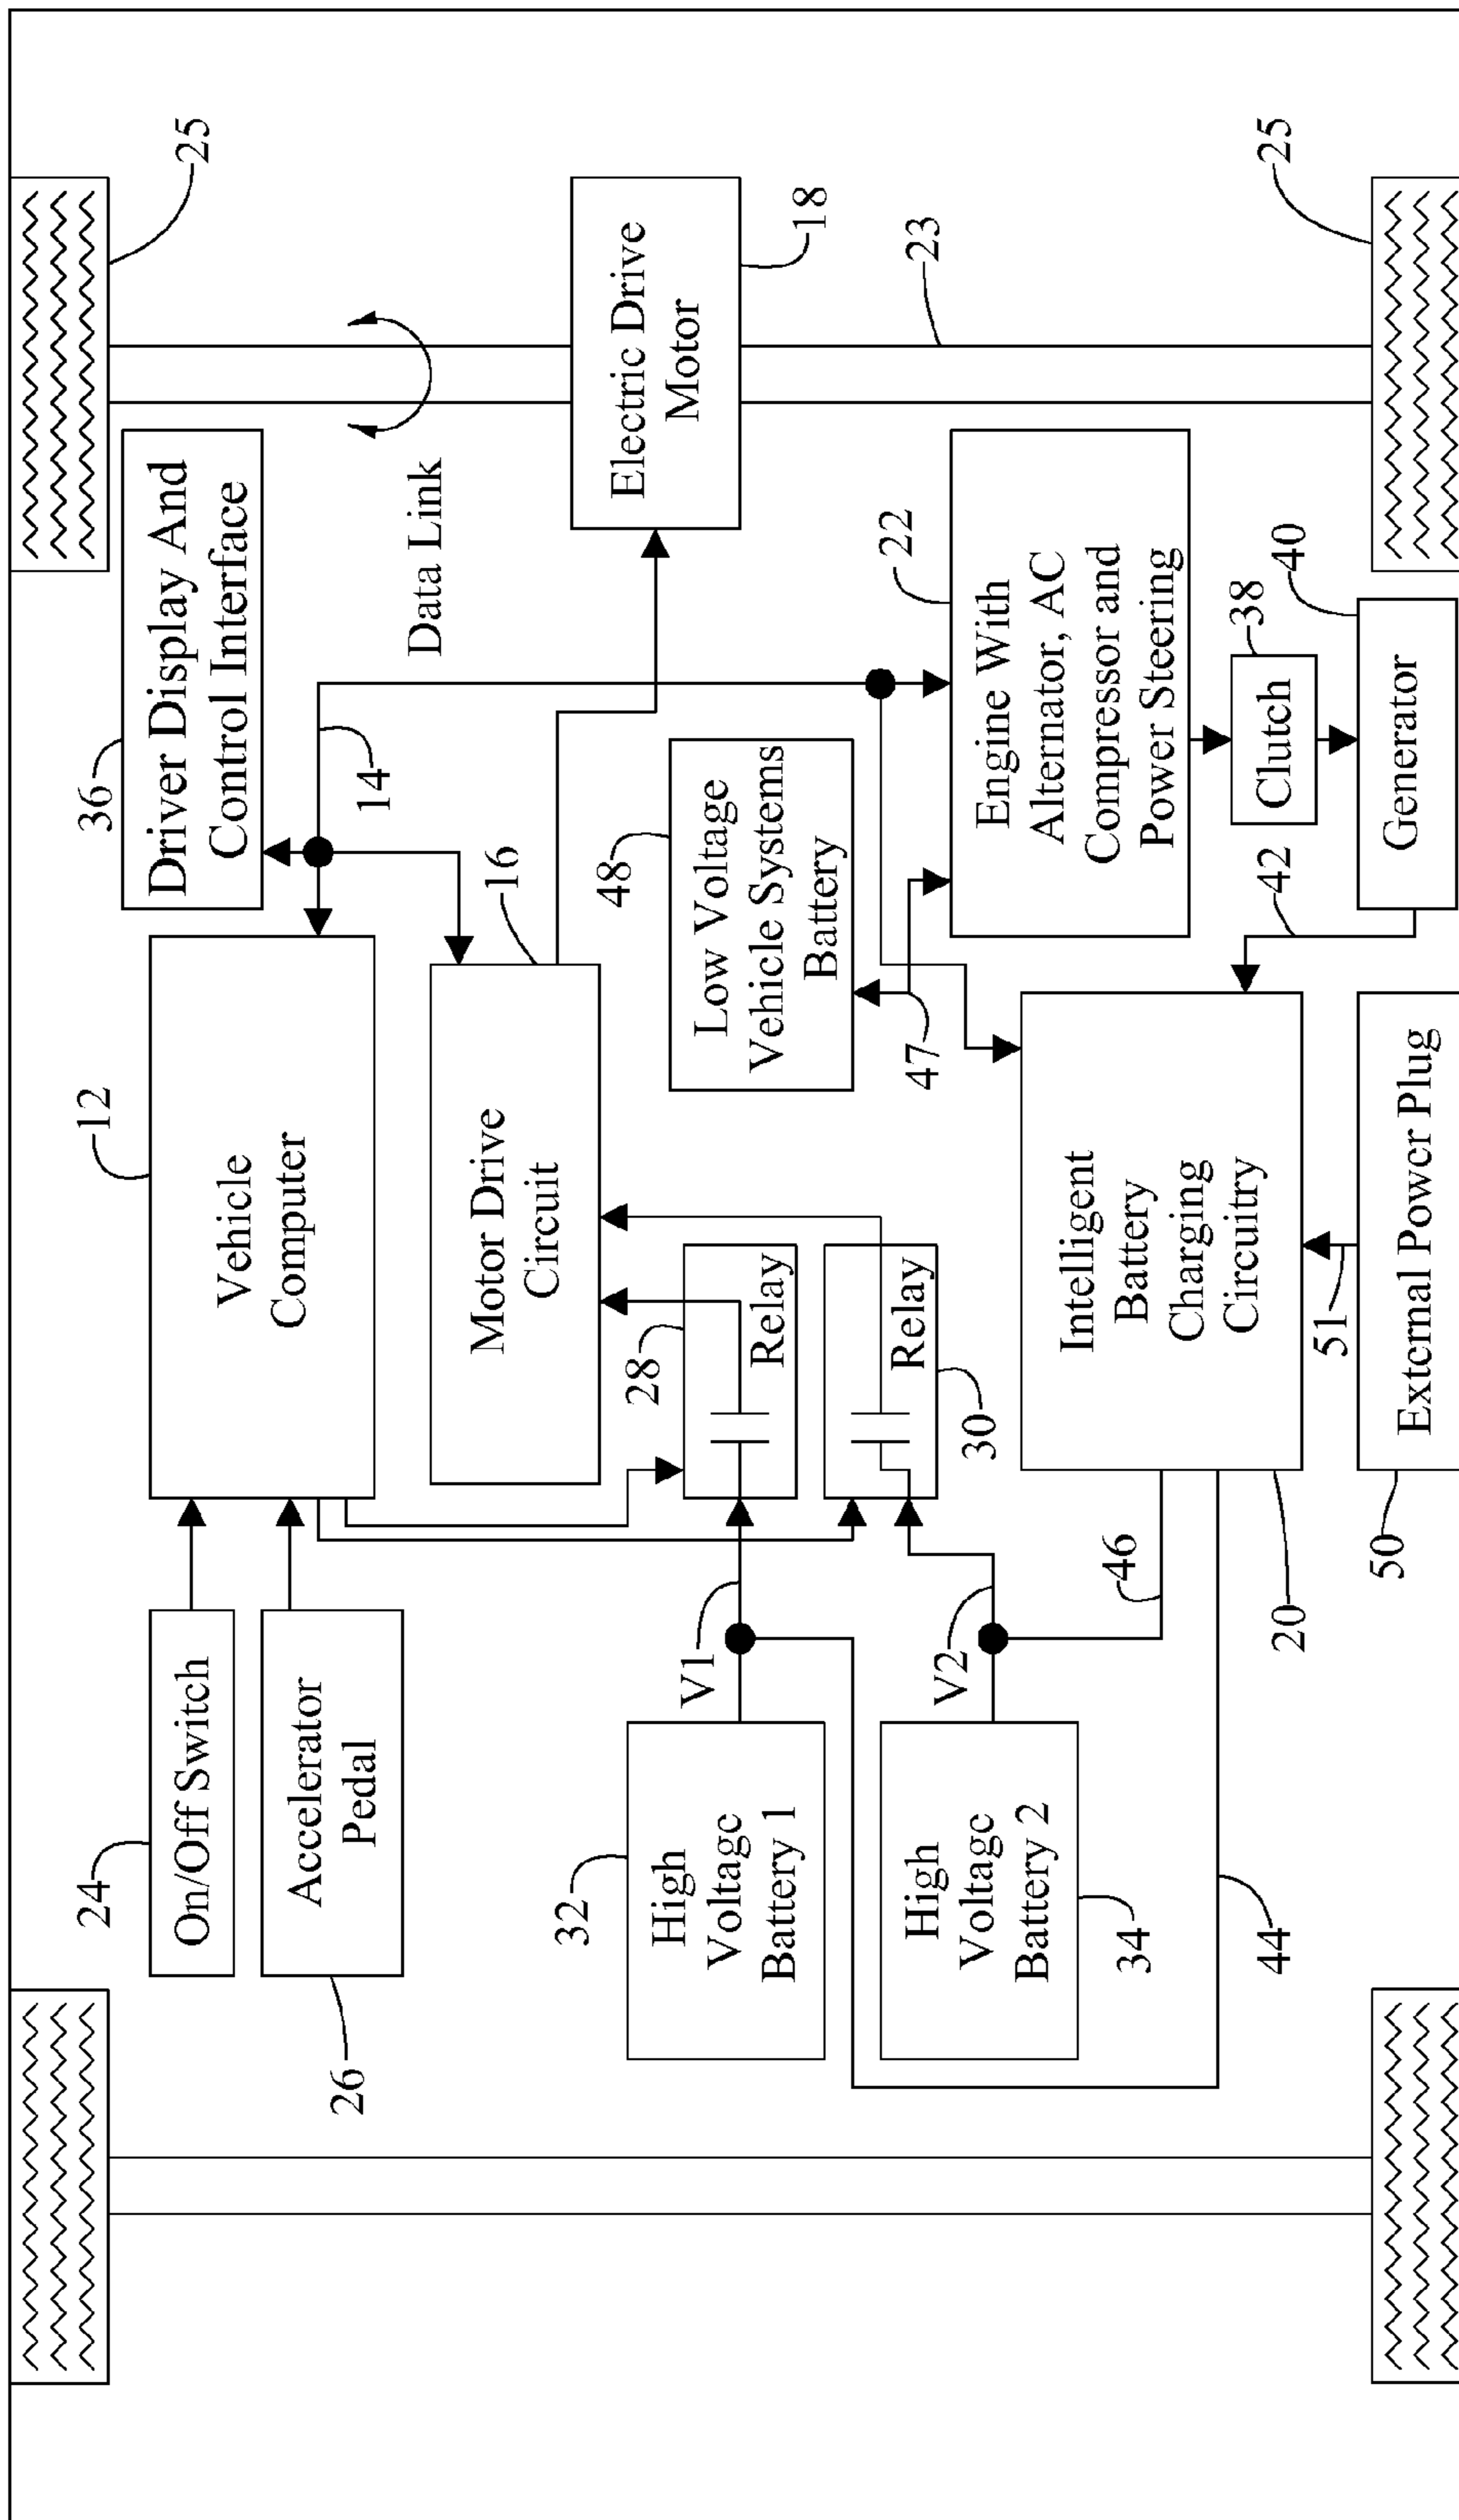 24
12
36
25
On/Off Switch
Accelerator
Pedal
26
Vehicle
Computer
Driver Display And
Control Interface
14
Data Link
16
Motor Drive
Circuit
Electric Drive
Motor
18
32
High
Voltage
Battery 1
V1
28
Relay
48
Low Voltage
Vehicle Systems
Battery
23
34
High
Voltage
Battery 2
V2
30
Relay
47
22
Engine With
Alternator, AC
Compressor and
Power Steering
46
44
20
Intelligent
Battery
Charging
Circuitry
42
38
Clutch
40
Generator
25
51
50
External Power Plug